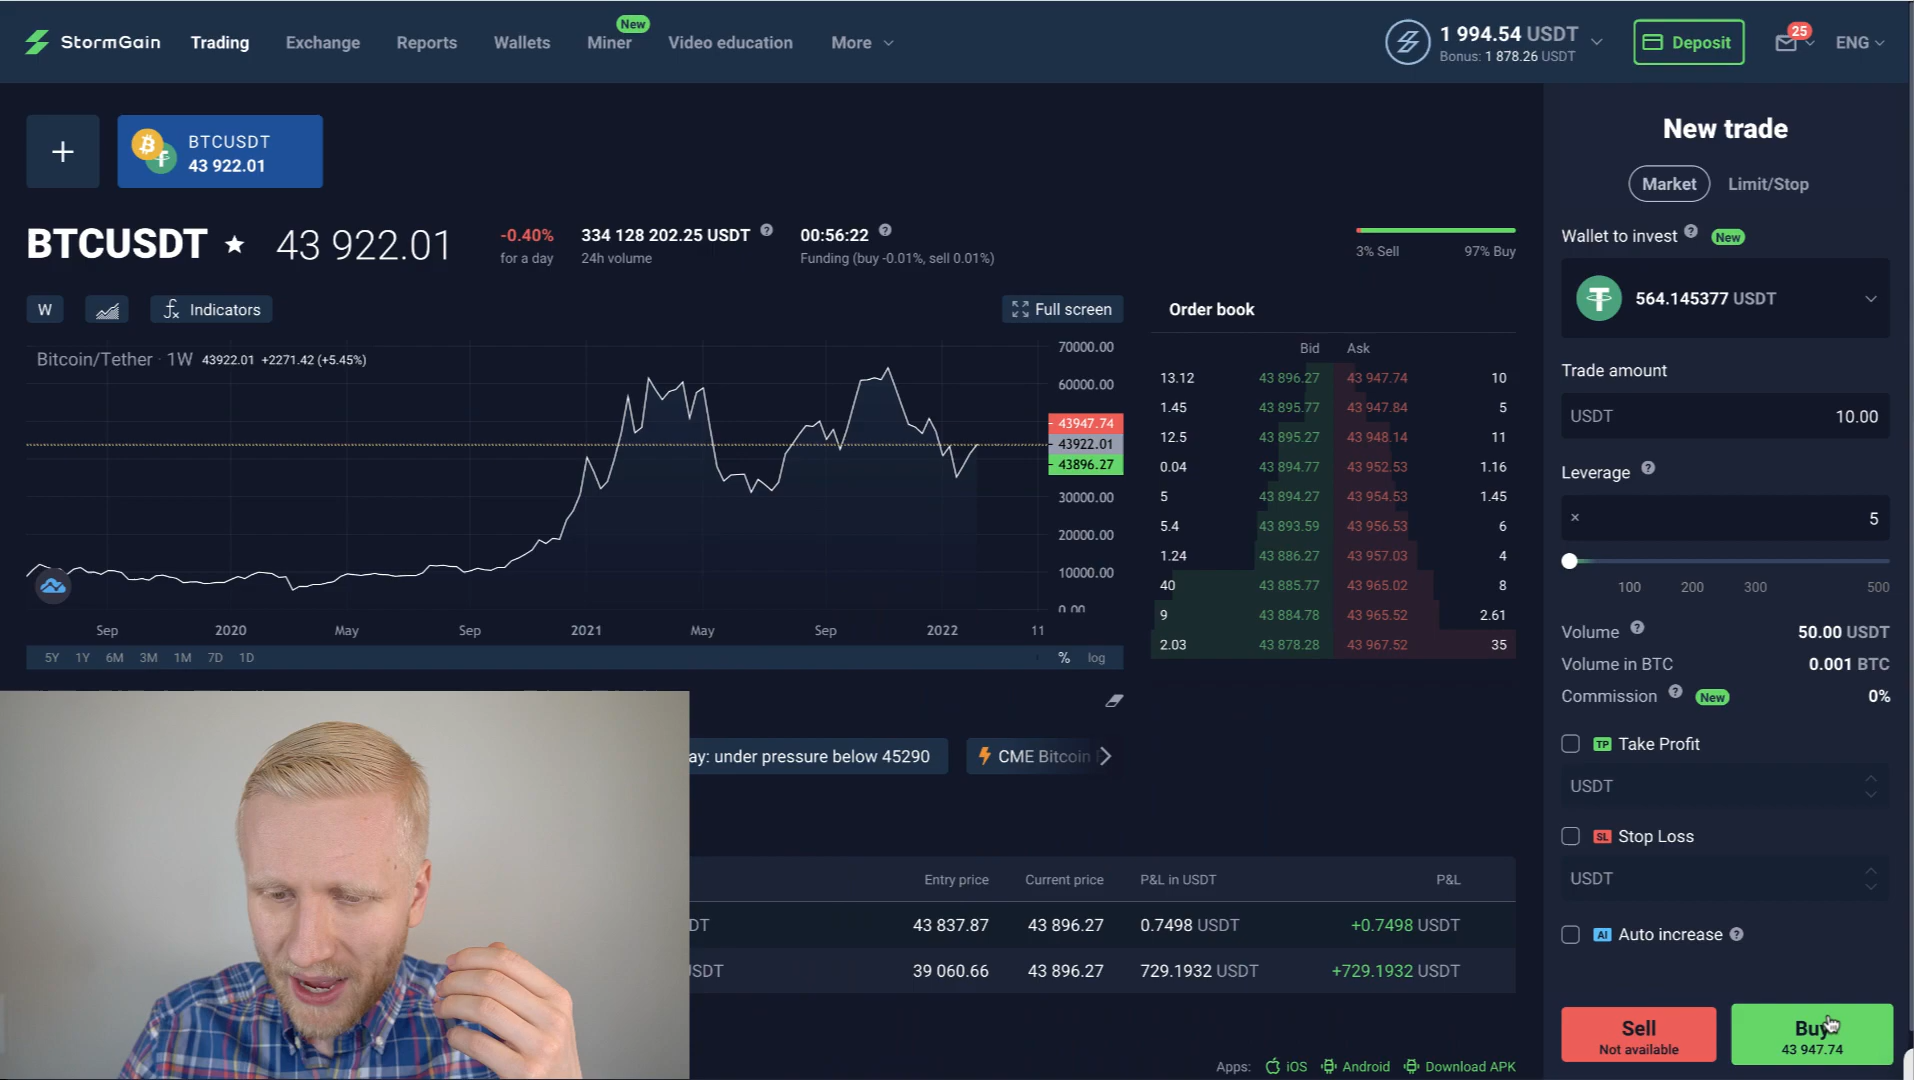 StormGain Trading Exchange Reports Wallets Miner New Video education More
1 994.54 USDT
Bonus: 1 878.26 USDT
Deposit
25
ENG
+
BTCUSDT
43 922.01
BTCUSDT ★ 43 922.01
-0.40%
for a day
334 128 202.25 USDT
24h volume
00:56:22
Funding (buy -0.01%, sell 0.01%)
3% Sell 97% Buy
W Indicators Full screen
Bitcoin/Tether · 1W 43922.01 +2271.42 (+5.45%)
70000.00
60000.00
43947.74
43922.01
43896.27
30000.00
20000.00
10000.00
0.00
Sep 2020 May Sep 2021 May Sep 2022 11
5Y 1Y 6M 3M 1M 7D 1D % log
Order book
Bid Ask
13.12 43 896.27 43 947.74 10
1.45 43 895.77 43 947.84 5
12.5 43 895.27 43 948.14 11
0.04 43 894.77 43 952.53 1.16
5 43 894.27 43 954.53 1.45
5.4 43 893.59 43 956.53 6
1.24 43 886.27 43 957.03 4
40 43 885.77 43 965.02 8
9 43 884.78 43 965.52 2.61
2.03 43 878.28 43 967.52 35
ay: under pressure below 45290
CME Bitcoin
Entry price Current price P&L in USDT P&L
DT 43 837.87 43 896.27 0.7498 USDT +0.7498 USDT
USDT 39 060.66 43 896.27 729.1932 USDT +729.1932 USDT
Apps: iOS Android Download APK
New trade
Market Limit/Stop
Wallet to invest New
564.145377 USDT
Trade amount
USDT 10.00
Leverage
× 5
100 200 300 500
Volume 50.00 USDT
Volume in BTC 0.001 BTC
Commission New 0%
TP Take Profit
USDT
SL Stop Loss
USDT
AI Auto increase
Sell
Not available
Buy
43 947.74